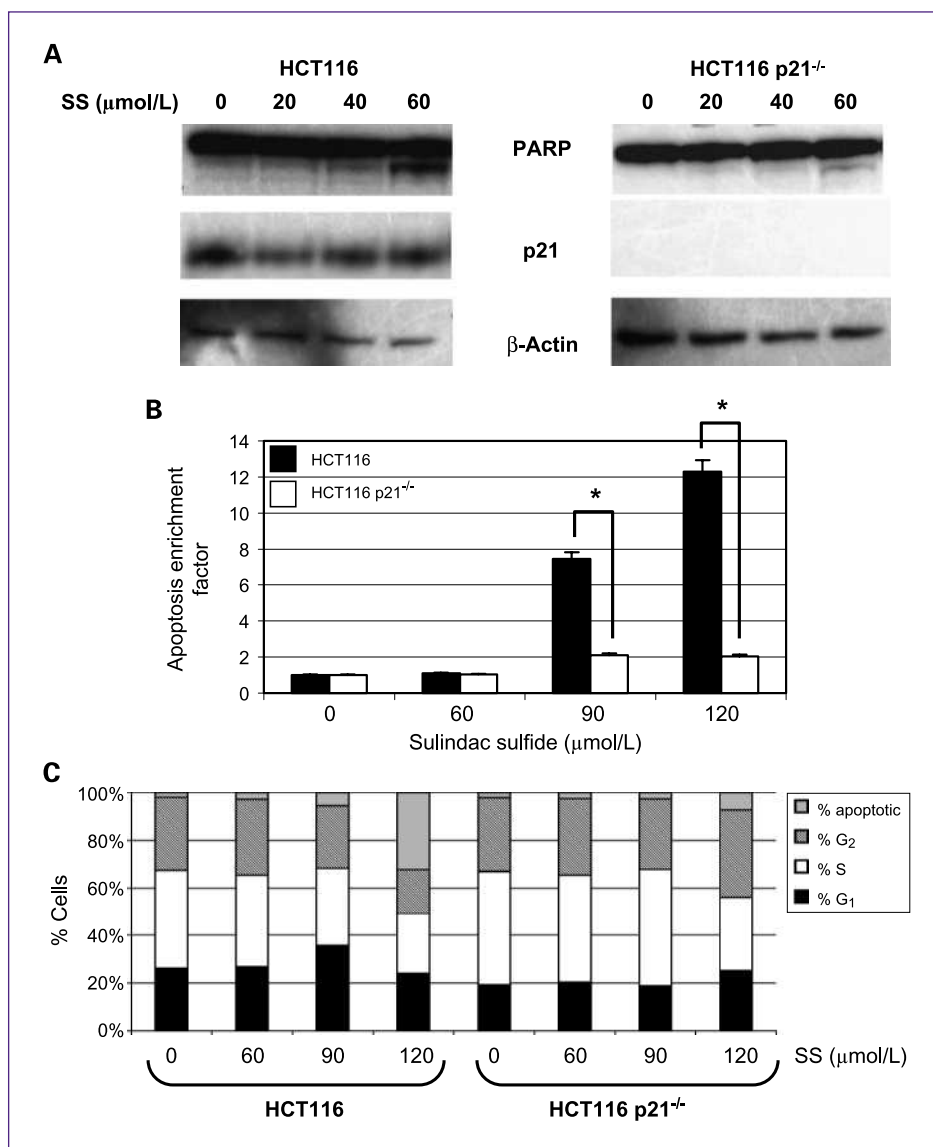 A
HCT116
HCT116 p21-/-
SS (μmol/L) 0 20 40 60
0 20 40 60
PARP
p21
β-Actin
B
Apoptosis enrichment
factor
14
12
10
8
6
4
2
0
HCT116
HCT116 p21-/-
*
*
0 60 90 120
Sulindac sulfide (μmol/L)
C
% Cells
100%
80%
60%
40%
20%
0%
% apoptotic
% G2
% S
% G1
0 60 90 120 0 60 90 120 SS (μmol/L)
HCT116 HCT116 p21-/-